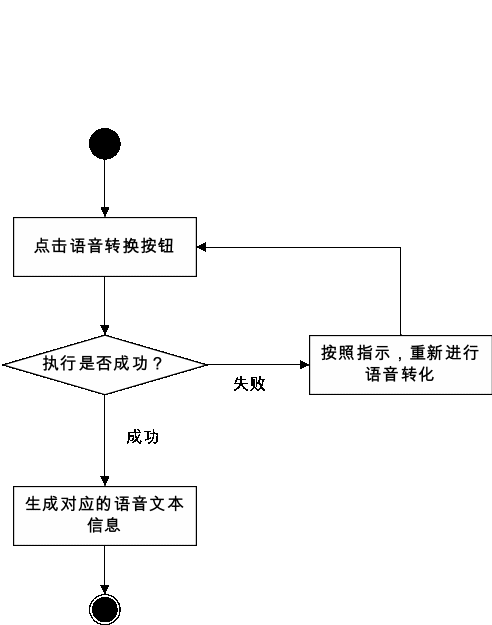 点击语音转换按钮
执行是否成功？
按照指示，重新进行
语音转化
失败
成功
生成对应的语音文本
信息